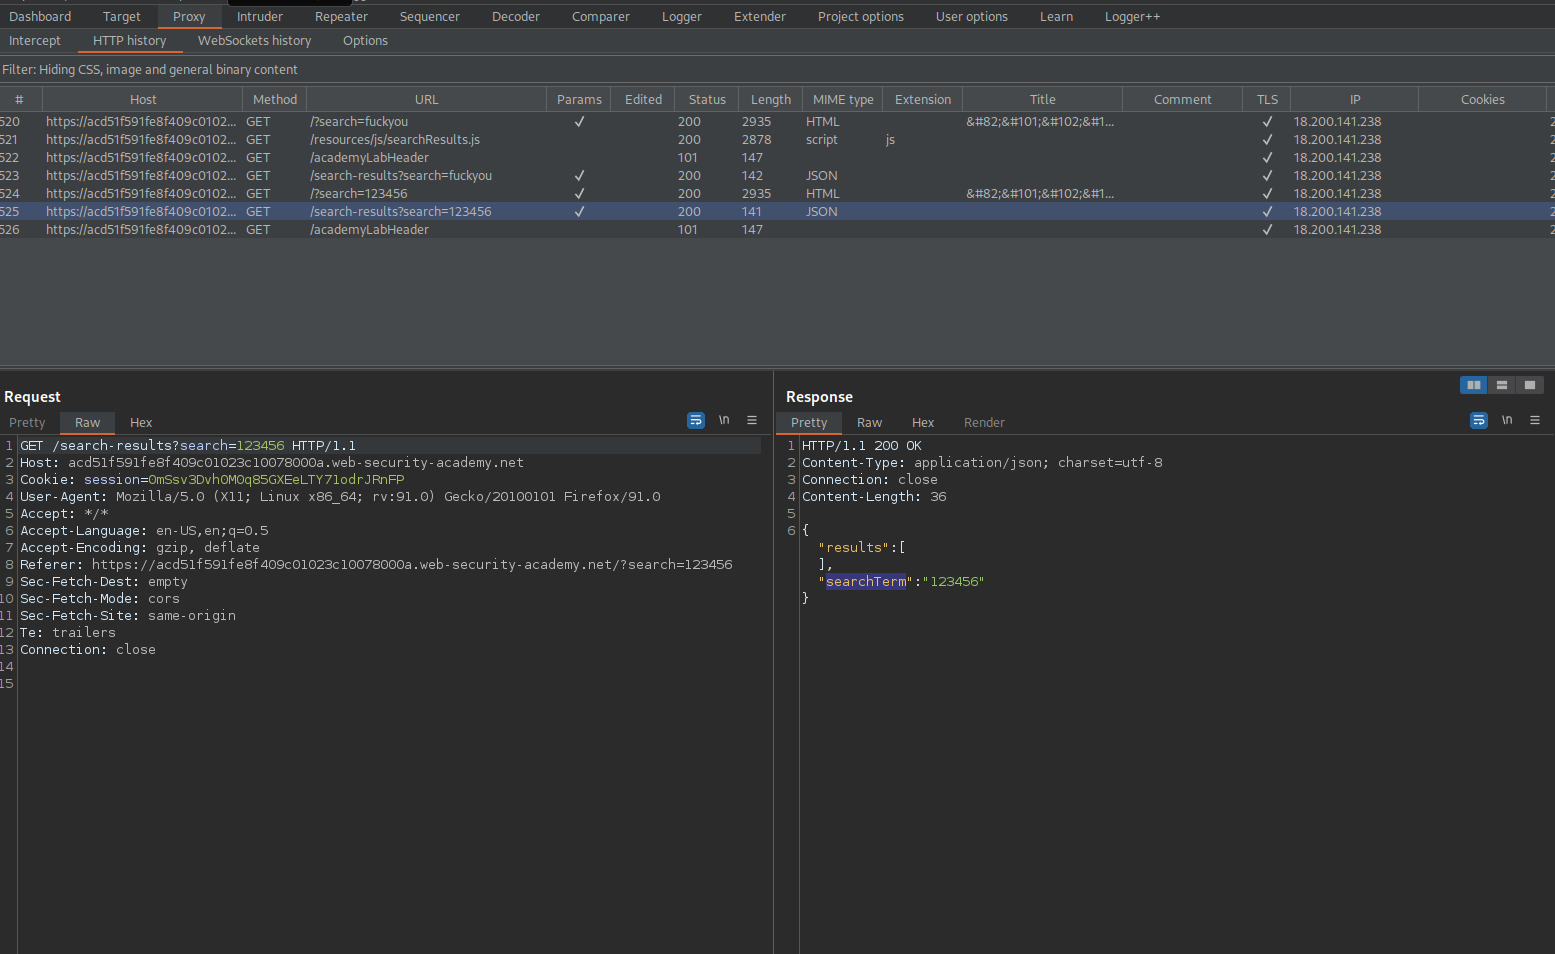 Dashboard Target Proxy Intruder Repeater Sequencer Decoder Comparer Logger Extender Project options User options Learn Logger++
Intercept HTTP history WebSockets history Options
Filter: Hiding CSS, image and general binary content
# Host Method URL Params Edited Status Length MIME type Extension Title Comment TLS IP Cookies
520 https://acd51f591fe8f409c0102... GET /?search=fuckyou ✓ 200 2935 HTML &#82;&#101;&#102;&#1... ✓ 18.200.141.238 2
521 https://acd51f591fe8f409c0102... GET /resources/js/searchResults.js 200 2878 script js ✓ 18.200.141.238 2
522 https://acd51f591fe8f409c0102... GET /academyLabHeader 101 147 ✓ 18.200.141.238 2
523 https://acd51f591fe8f409c0102... GET /search-results?search=fuckyou ✓ 200 142 JSON ✓ 18.200.141.238 2
524 https://acd51f591fe8f409c0102... GET /?search=123456 ✓ 200 2935 HTML &#82;&#101;&#102;&#1... ✓ 18.200.141.238 2
525 https://acd51f591fe8f409c0102... GET /search-results?search=123456 ✓ 200 141 JSON ✓ 18.200.141.238 2
526 https://acd51f591fe8f409c0102... GET /academyLabHeader 101 147 ✓ 18.200.141.238 2
Request
Pretty Raw Hex \n
1 GET /search-results?search=123456 HTTP/1.1
2 Host: acd51f591fe8f409c01023c10078000a.web-security-academy.net
3 Cookie: session=0mSsv3Dvh0M0q85GXEeLTY71odrJRnFP
4 User-Agent: Mozilla/5.0 (X11; Linux x86_64; rv:91.0) Gecko/20100101 Firefox/91.0
5 Accept: */*
6 Accept-Language: en-US,en;q=0.5
7 Accept-Encoding: gzip, deflate
8 Referer: https://acd51f591fe8f409c01023c10078000a.web-security-academy.net/?search=123456
9 Sec-Fetch-Dest: empty
10 Sec-Fetch-Mode: cors
11 Sec-Fetch-Site: same-origin
12 Te: trailers
13 Connection: close
14
15
Response
Pretty Raw Hex Render \n
1 HTTP/1.1 200 OK
2 Content-Type: application/json; charset=utf-8
3 Connection: close
4 Content-Length: 36
5
6 {
"results":[
],
"searchTerm":"123456"
}